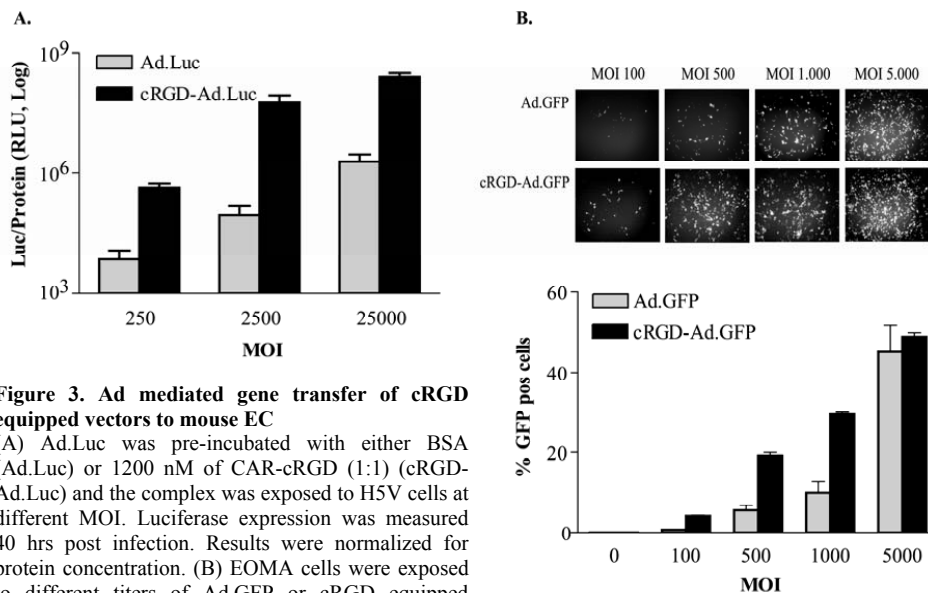 A.
10^9
10^6
10^3
Luc/Protein (RLU, Log)
Ad.Luc
cRGD-Ad.Luc
250 2500 25000
MOI
Figure 3. Ad mediated gene transfer of cRGD
equipped vectors to mouse EC
(A) Ad.Luc was pre-incubated with either BSA
(Ad.Luc) or 1200 nM of CAR-cRGD (1:1) (cRGD-
Ad.Luc) and the complex was exposed to H5V cells at
different MOI. Luciferase expression was measured
40 hrs post infection. Results were normalized for
protein concentration. (B) EOMA cells were exposed
to different titers of Ad.GFP or cRGD equipped
B.
MOI 100 MOI 500 MOI 1.000 MOI 5.000
Ad.GFP
cRGD-Ad.GFP
60
40
20
0
% GFP pos cells
Ad.GFP
cRGD-Ad.GFP
0 100 500 1000 5000
MOI